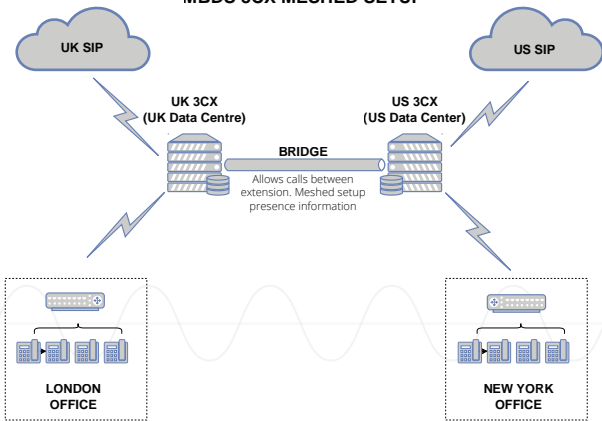 MBDS 3CX MESHED SETUP
UK SIP
US SIP
UK 3CX
(UK Data Centre)
US 3CX
(US Data Center)
BRIDGE
Allows calls between
extension. Meshed setup
presence information
LONDON
OFFICE
NEW YORK
OFFICE